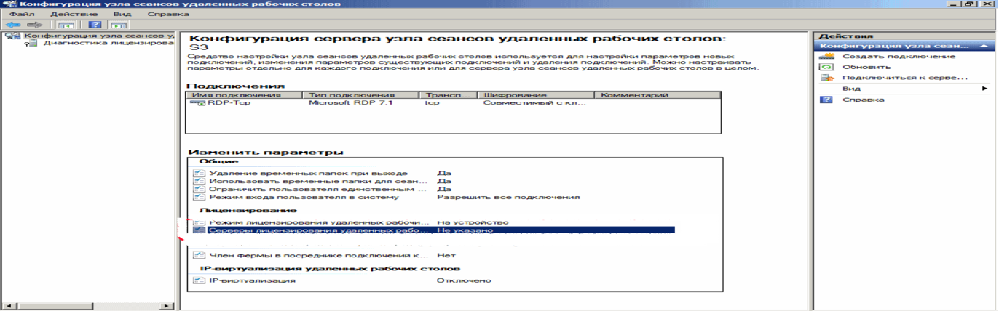 Конфигурация узла сеансов удаленных рабочих столов
Файл Действие Вид Справка
Конфигурация узла сеансов у.
Диагностика лицензирова
Конфигурация сервера узла сеансов удаленных рабочих столов:
S3
Средство настройки узла сеансов удаленных рабочих столов используется для настройки параметров новых
подключений, изменения параметров существующих подключений и удаления подключений. Можно настраивать
параметры отдельно для каждого подключения или для сервера узла сеансов удаленных рабочих столов в целом.
Подключения
Имя подключения Тип подключения Трансп... Шифрование Комментарий
RDP-Tcp Microsoft RDP 7.1 tcp Совместимый с кл...
Изменить параметры
Общие
Удаление временных папок при выходе Да
Использовать временные папки для сеан... Да
Ограничить пользователя единственным ... Да
Режим входа пользователя в систему Разрешить все подключения
Лицензирование
Режим лицензирования удаленных рабочи... На устройство
Серверы лицензирования удаленных рабо... Не указано
Член фермы в посреднике подключений к... Нет
IP-виртуализация удаленных рабочих столов
IP-виртуализация Отключено
Действия
Конфигурация узла сеан...
Создать подключение
Обновить
Подключиться к серве...
Вид
Справка